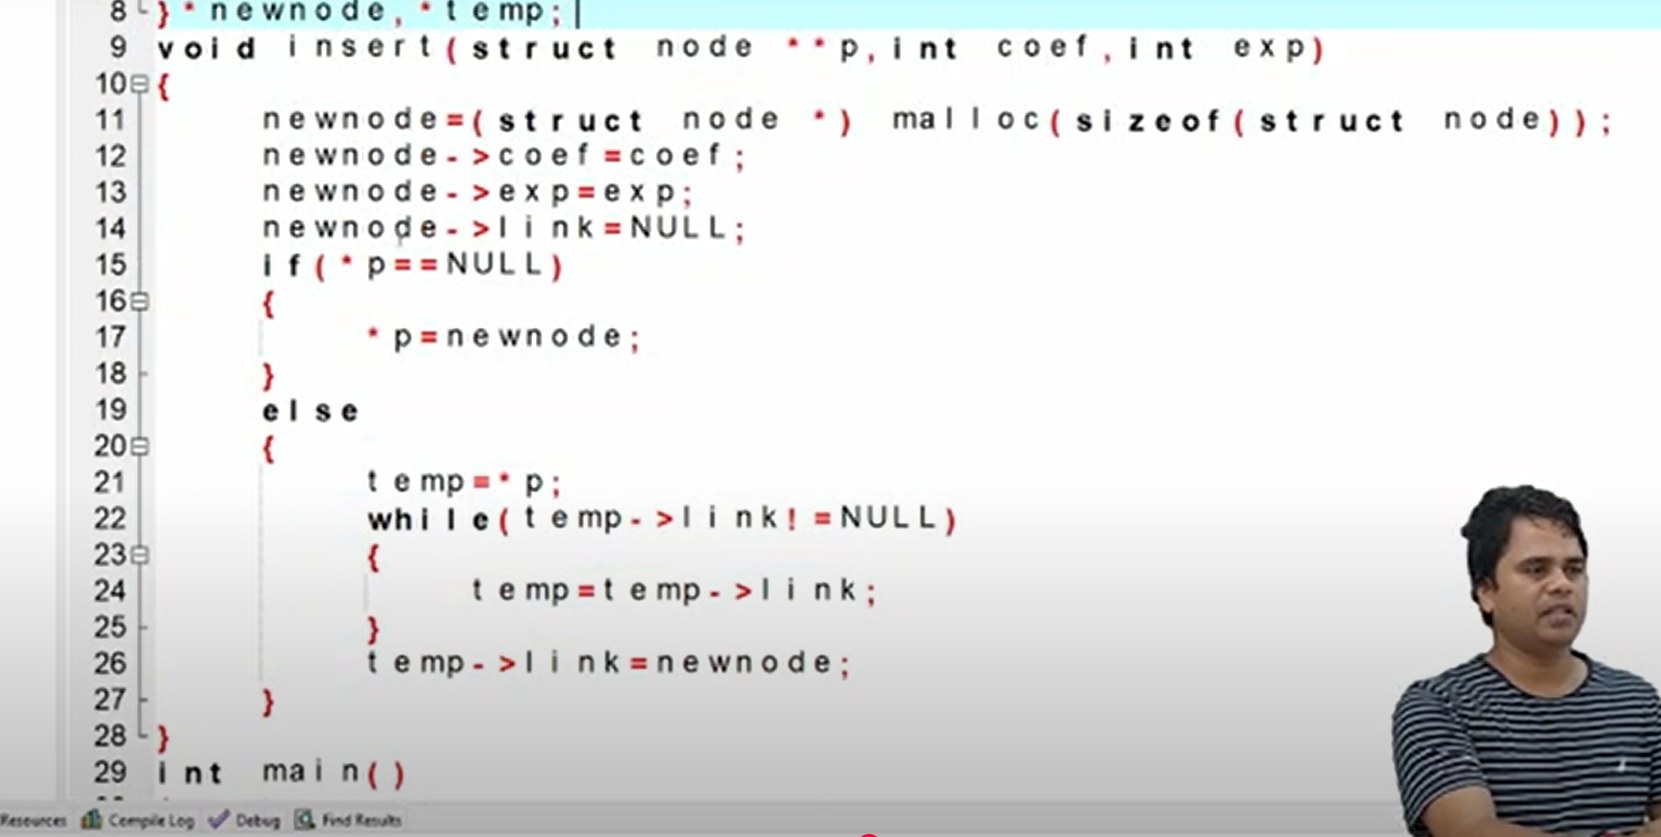 8 } *newnode,*temp;
9 void insert(struct node **p,int coef,int exp)
10 {
11 newnode=(struct node *) malloc(sizeof(struct node));
12 newnode->coef=coef;
13 newnode->exp=exp;
14 newnode->link=NULL;
15 if(*p==NULL)
16 {
17 *p=newnode;
18 }
19 else
20 {
21 temp=*p;
22 while(temp->link!=NULL)
23 {
24 temp=temp->link;
25 }
26 temp->link=newnode;
27 }
28 }
29 int main()
Resources Compile Log Debug Find Results